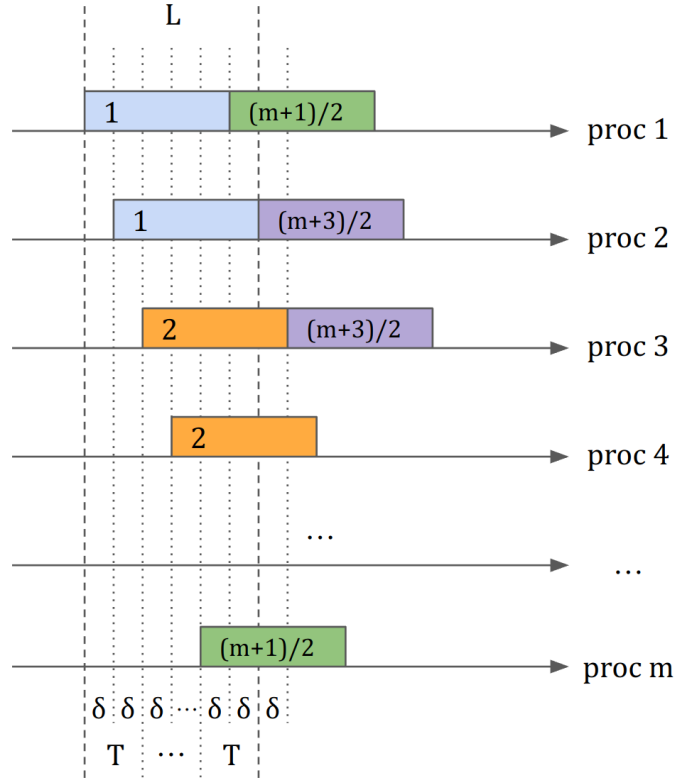 L
1 (m+1)/2 proc 1
1 (m+3)/2 proc 2
2 (m+3)/2 proc 3
2 proc 4
... ...
(m+1)/2 proc m
δ δ δ ... δ δ δ
T ... T